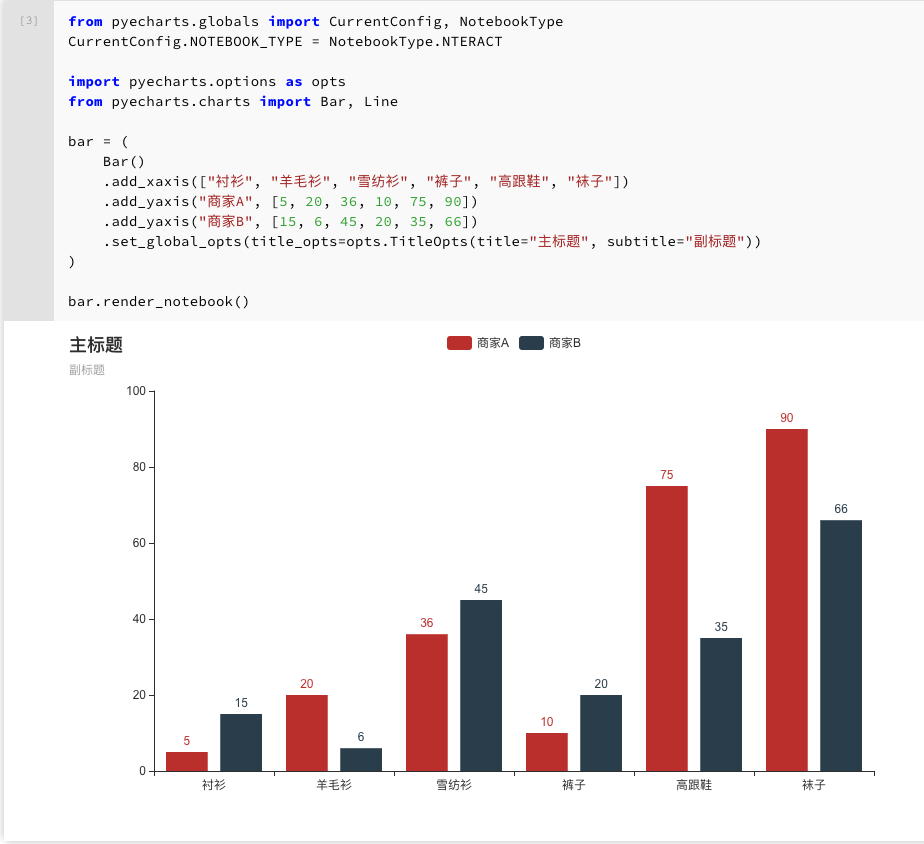 [3]
from pyecharts.globals import CurrentConfig, NotebookType
CurrentConfig.NOTEBOOK_TYPE = NotebookType.NTERACT
import pyecharts.options as opts
from pyecharts.charts import Bar, Line
bar = (
    Bar()
    .add_xaxis(["衬衫", "羊毛衫", "雪纺衫", "裤子", "高跟鞋", "袜子"])
    .add_yaxis("商家A", [5, 20, 36, 10, 75, 90])
    .add_yaxis("商家B", [15, 6, 45, 20, 35, 66])
    .set_global_opts(title_opts=opts.TitleOpts(title="主标题", subtitle="副标题"))
)
bar.render_notebook()
主标题
商家A 商家B
副标题
100
90
80
75
66
60
45
40
36
35
20
20
20
15
10
6
5
0
衬衫 羊毛衫 雪纺衫 裤子 高跟鞋 袜子